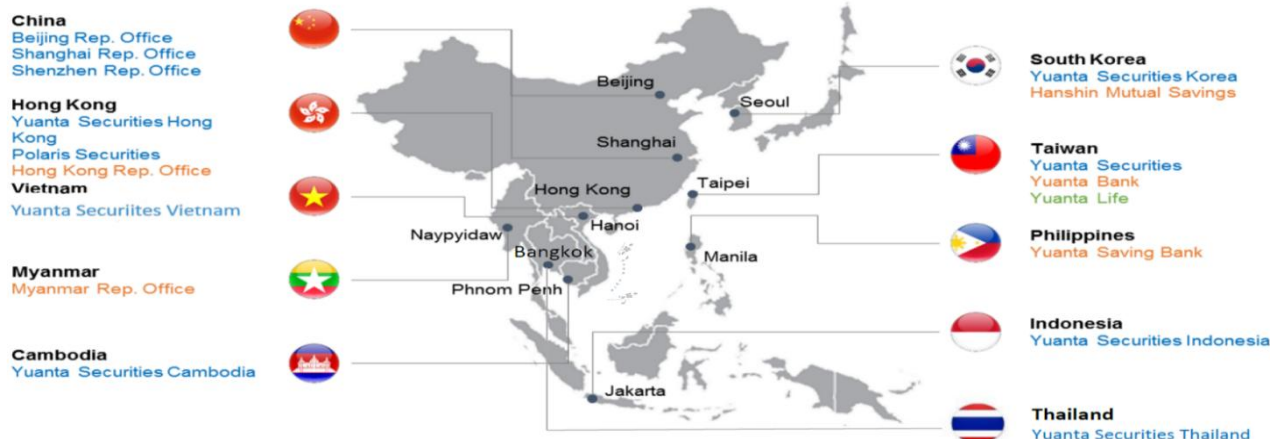 China
Beijing Rep. Office
Shanghai Rep. Office
Shenzhen Rep. Office
Hong Kong
Yuanta Securities Hong
Kong
Polaris Securities
Hong Kong Rep. Office
Vietnam
Yuanta Securiites Vietnam
Myanmar
Myanmar Rep. Office
Cambodia
Yuanta Securities Cambodia
Beijing
Seoul
Shanghai
Taipei
Hong Kong
Hanoi
Naypyidaw
Bangkok
Manila
Phnom Penh
Jakarta
South Korea
Yuanta Securities Korea
Hanshin Mutual Savings
Taiwan
Yuanta Securities
Yuanta Bank
Yuanta Life
Philippines
Yuanta Saving Bank
Indonesia
Yuanta Securities Indonesia
Thailand
Yuanta Securities Thailand